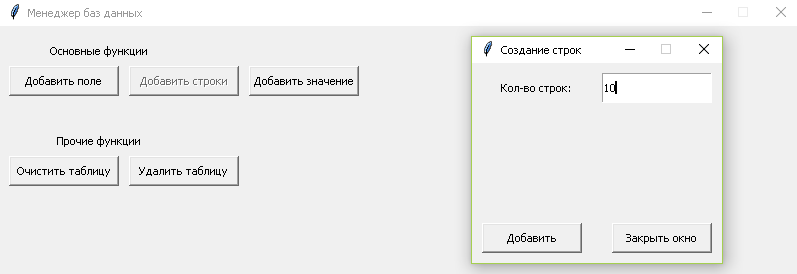 Менеджер баз данных
Основные функции
Добавить поле
Добавить строки
Добавить значение
Прочие функции
Очистить таблицу
Удалить таблицу
Создание строк
Кол-во строк:
10
Добавить
Закрыть окно